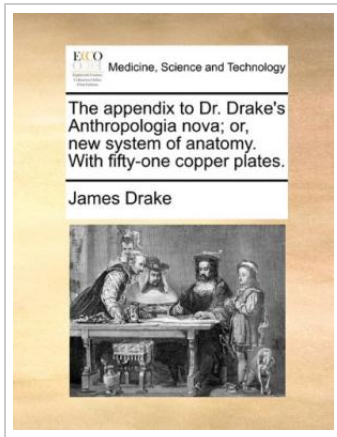 ECCO
Medicine, Science and Technology
The appendix to Dr. Drake's
Anthropologia nova; or,
new system of anatomy.
With fifty-one copper plates.
James Drake